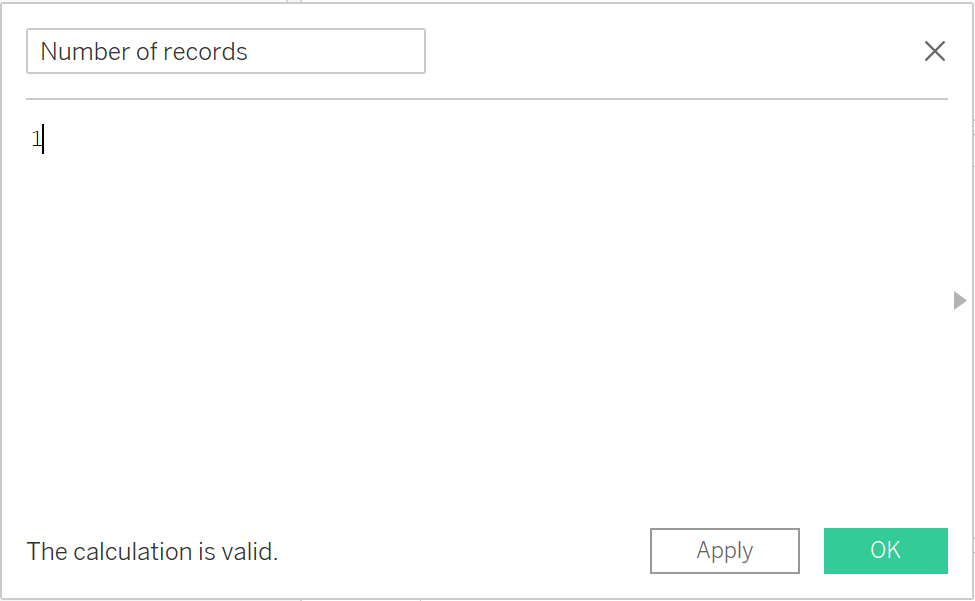 Number of records
1
The calculation is valid.
Apply
OK